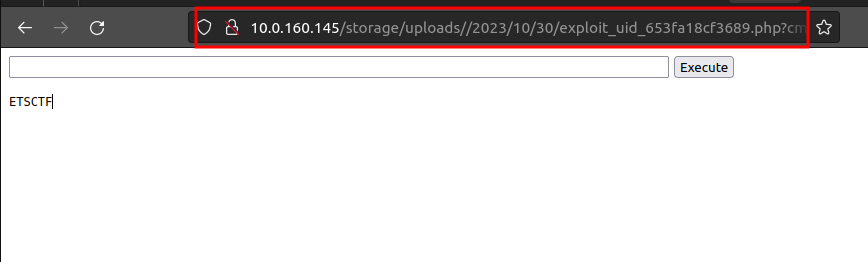 10.0.160.145/storage/uploads//2023/10/30/exploit_uid_653fa18cf3689.php?cm
Execute
ETSCTF